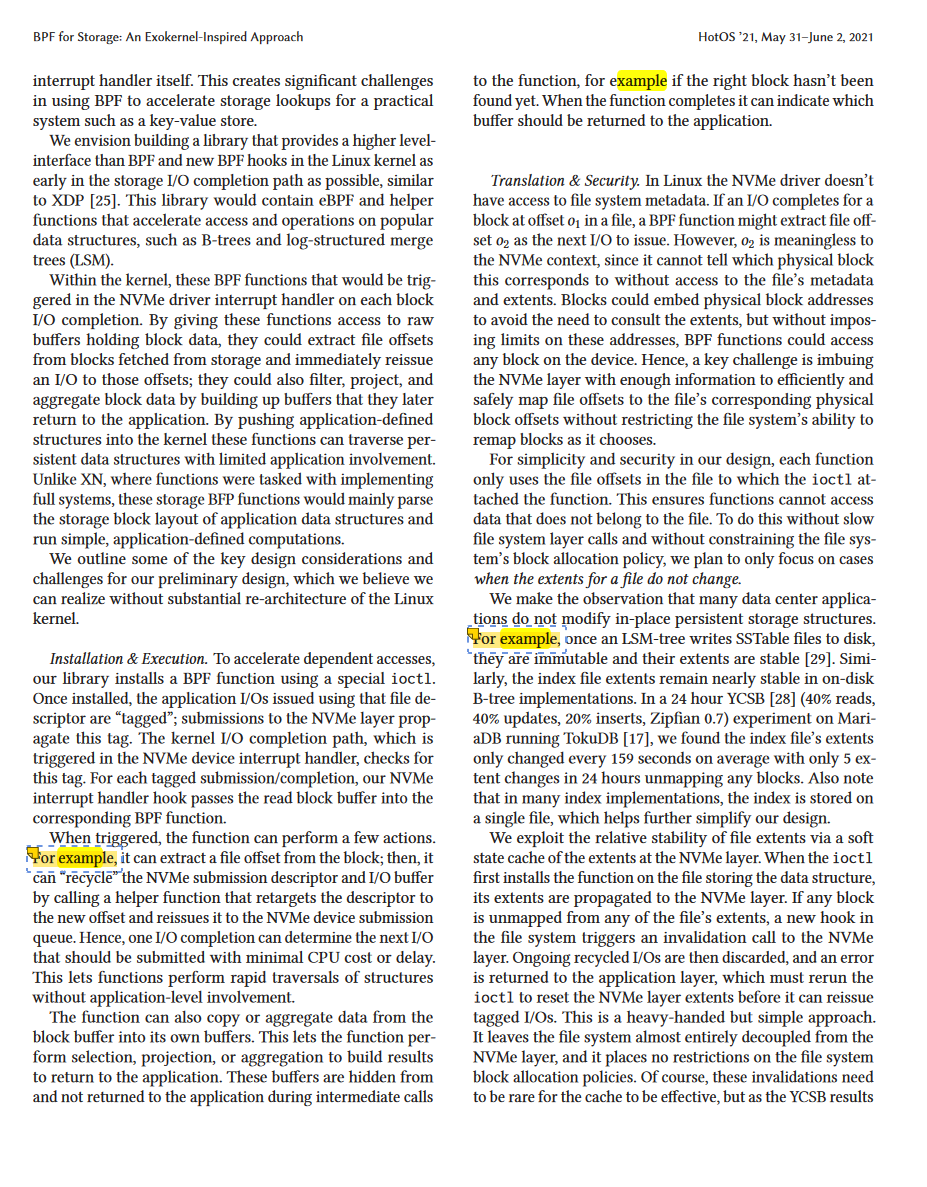 BPF for Storage: An Exokernel-Inspired Approach
HotOS ’21, May 31–June 2, 2021
interrupt handler itself. This creates significant challenges
in using BPF to accelerate storage lookups for a practical
system such as a key-value store.
We envision building a library that provides a higher level-
interface than BPF and new BPF hooks in the Linux kernel as
early in the storage I/O completion path as possible, similar
to XDP [25]. This library would contain eBPF and helper
functions that accelerate access and operations on popular
data structures, such as B-trees and log-structured merge
trees (LSM).
Within the kernel, these BPF functions that would be trig-
gered in the NVMe driver interrupt handler on each block
I/O completion. By giving these functions access to raw
buffers holding block data, they could extract file offsets
from blocks fetched from storage and immediately reissue
an I/O to those offsets; they could also filter, project, and
aggregate block data by building up buffers that they later
return to the application. By pushing application-defined
structures into the kernel these functions can traverse per-
sistent data structures with limited application involvement.
Unlike XN, where functions were tasked with implementing
full systems, these storage BFP functions would mainly parse
the storage block layout of application data structures and
run simple, application-defined computations.
We outline some of the key design considerations and
challenges for our preliminary design, which we believe we
can realize without substantial re-architecture of the Linux
kernel.
Installation & Execution. To accelerate dependent accesses,
our library installs a BPF function using a special ioctl.
Once installed, the application I/Os issued using that file de-
scriptor are “tagged”; submissions to the NVMe layer prop-
agate this tag. The kernel I/O completion path, which is
triggered in the NVMe device interrupt handler, checks for
this tag. For each tagged submission/completion, our NVMe
interrupt handler hook passes the read block buffer into the
corresponding BPF function.
When triggered, the function can perform a few actions.
For example, it can extract a file offset from the block; then, it
can “recycle” the NVMe submission descriptor and I/O buffer
by calling a helper function that retargets the descriptor to
the new offset and reissues it to the NVMe device submission
queue. Hence, one I/O completion can determine the next I/O
that should be submitted with minimal CPU cost or delay.
This lets functions perform rapid traversals of structures
without application-level involvement.
The function can also copy or aggregate data from the
block buffer into its own buffers. This lets the function per-
form selection, projection, or aggregation to build results
to return to the application. These buffers are hidden from
and not returned to the application during intermediate calls
to the function, for example if the right block hasn’t been
found yet. When the function completes it can indicate which
buffer should be returned to the application.
Translation & Security. In Linux the NVMe driver doesn’t
have access to file system metadata. If an I/O completes for a
block at offset o₁ in a file, a BPF function might extract file off-
set o₂ as the next I/O to issue. However, o₂ is meaningless to
the NVMe context, since it cannot tell which physical block
this corresponds to without access to the file’s metadata
and extents. Blocks could embed physical block addresses
to avoid the need to consult the extents, but without impos-
ing limits on these addresses, BPF functions could access
any block on the device. Hence, a key challenge is imbuing
the NVMe layer with enough information to efficiently and
safely map file offsets to the file’s corresponding physical
block offsets without restricting the file system’s ability to
remap blocks as it chooses.
For simplicity and security in our design, each function
only uses the file offsets in the file to which the ioctl at-
tached the function. This ensures functions cannot access
data that does not belong to the file. To do this without slow
file system layer calls and without constraining the file sys-
tem’s block allocation policy, we plan to only focus on cases
when the extents for a file do not change.
We make the observation that many data center applica-
tions do not modify in-place persistent storage structures.
For example, once an LSM-tree writes SSTable files to disk,
they are immutable and their extents are stable [29]. Simi-
larly, the index file extents remain nearly stable in on-disk
B-tree implementations. In a 24 hour YCSB [28] (40% reads,
40% updates, 20% inserts, Zipfian 0.7) experiment on Mari-
aDB running TokuDB [17], we found the index file’s extents
only changed every 159 seconds on average with only 5 ex-
tent changes in 24 hours unmapping any blocks. Also note
that in many index implementations, the index is stored on
a single file, which helps further simplify our design.
We exploit the relative stability of file extents via a soft
state cache of the extents at the NVMe layer. When the ioctl
first installs the function on the file storing the data structure,
its extents are propagated to the NVMe layer. If any block
is unmapped from any of the file’s extents, a new hook in
the file system triggers an invalidation call to the NVMe
layer. Ongoing recycled I/Os are then discarded, and an error
is returned to the application layer, which must rerun the
ioctl to reset the NVMe layer extents before it can reissue
tagged I/Os. This is a heavy-handed but simple approach.
It leaves the file system almost entirely decoupled from the
NVMe layer, and it places no restrictions on the file system
block allocation policies. Of course, these invalidations need
to be rare for the cache to be effective, but as the YCSB results